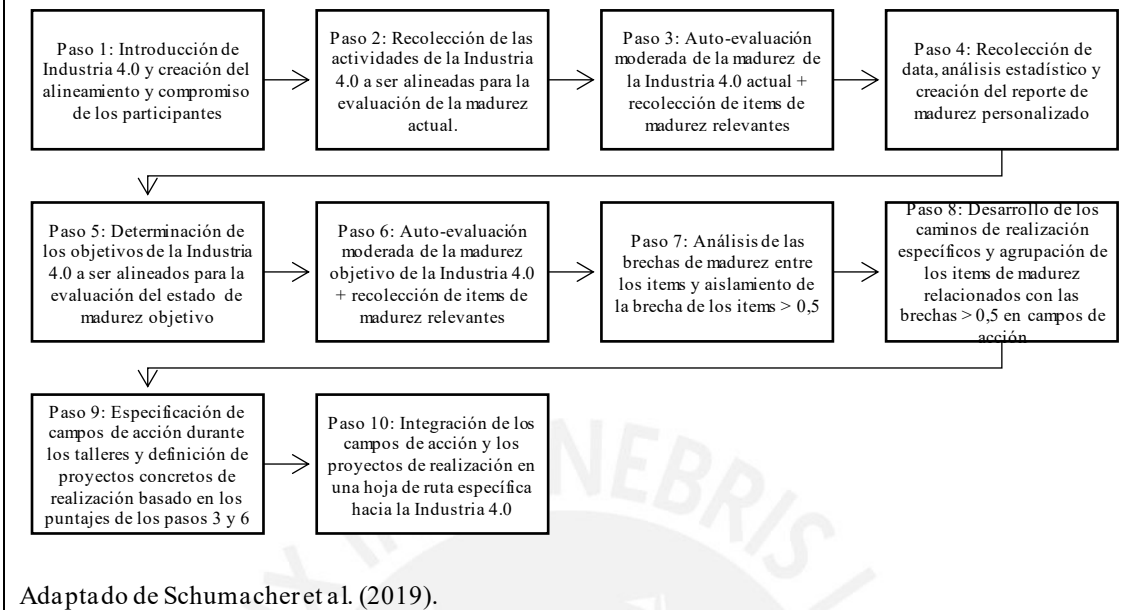 Paso 1: Introducción de
Industria 4.0 y creación del
alineamiento y compromiso
de los participantes
Paso 2: Recolección de las
actividades de la Industria
4.0 a ser alineadas para la
evaluación de la madurez
actual.
Paso 3: Auto-evaluación
moderada de la madurez de
la Industria 4.0 actual +
recolección de items de
madurez relevantes
Paso 4: Recolección de
data, análisis estadístico y
creación del reporte de
madurez personalizado
Paso 5: Determinación de
los objetivos de la Industria
4.0 a ser alineados para la
evaluación del estado de
madurez objetivo
Paso 6: Auto-evaluación
moderada de la madurez
objetivo de la Industria 4.0
+ recolección de items de
madurez relevantes
Paso 7: Análisis de las
brechas de madurez entre
los items y aislamiento de
la brecha de los items > 0,5
Paso 8: Desarrollo de los
caminos de realización
específicos y agrupación de
los items de madurez
relacionados con las
brechas > 0,5 en campos de
acción
Paso 9: Especificación de
campos de acción durante
los talleres y definición de
proyectos concretos de
realización basado en los
puntajes de los pasos 3 y 6
Paso 10: Integración de los
campos de acción y los
proyectos de realización en
una hoja de ruta específica
hacia la Industria 4.0
NEBRIS
Adaptado de Schumacher et al. (2019).